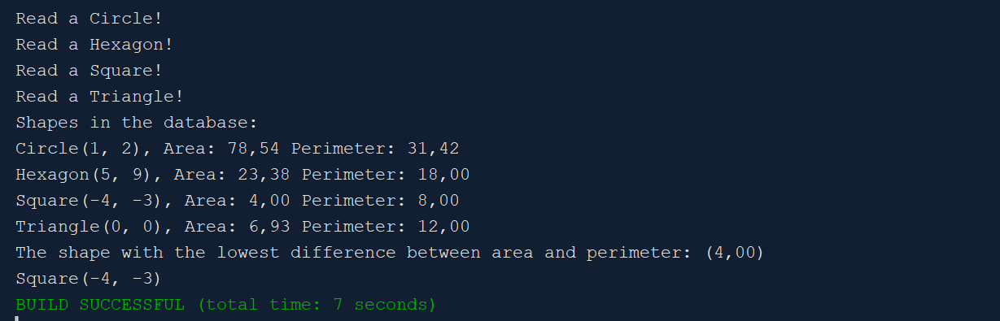 Read a Circle!
Read a Hexagon!
Read a Square!
Read a Triangle!
Shapes in the database:
Circle(1, 2), Area: 78,54 Perimeter: 31,42
Hexagon(5, 9), Area: 23,38 Perimeter: 18,00
Square(-4, -3), Area: 4,00 Perimeter: 8,00
Triangle(0, 0), Area: 6,93 Perimeter: 12,00
The shape with the lowest difference between area and perimeter: (4,00)
Square(-4, -3)
BUILD SUCCESSFUL (total time: 7 seconds)